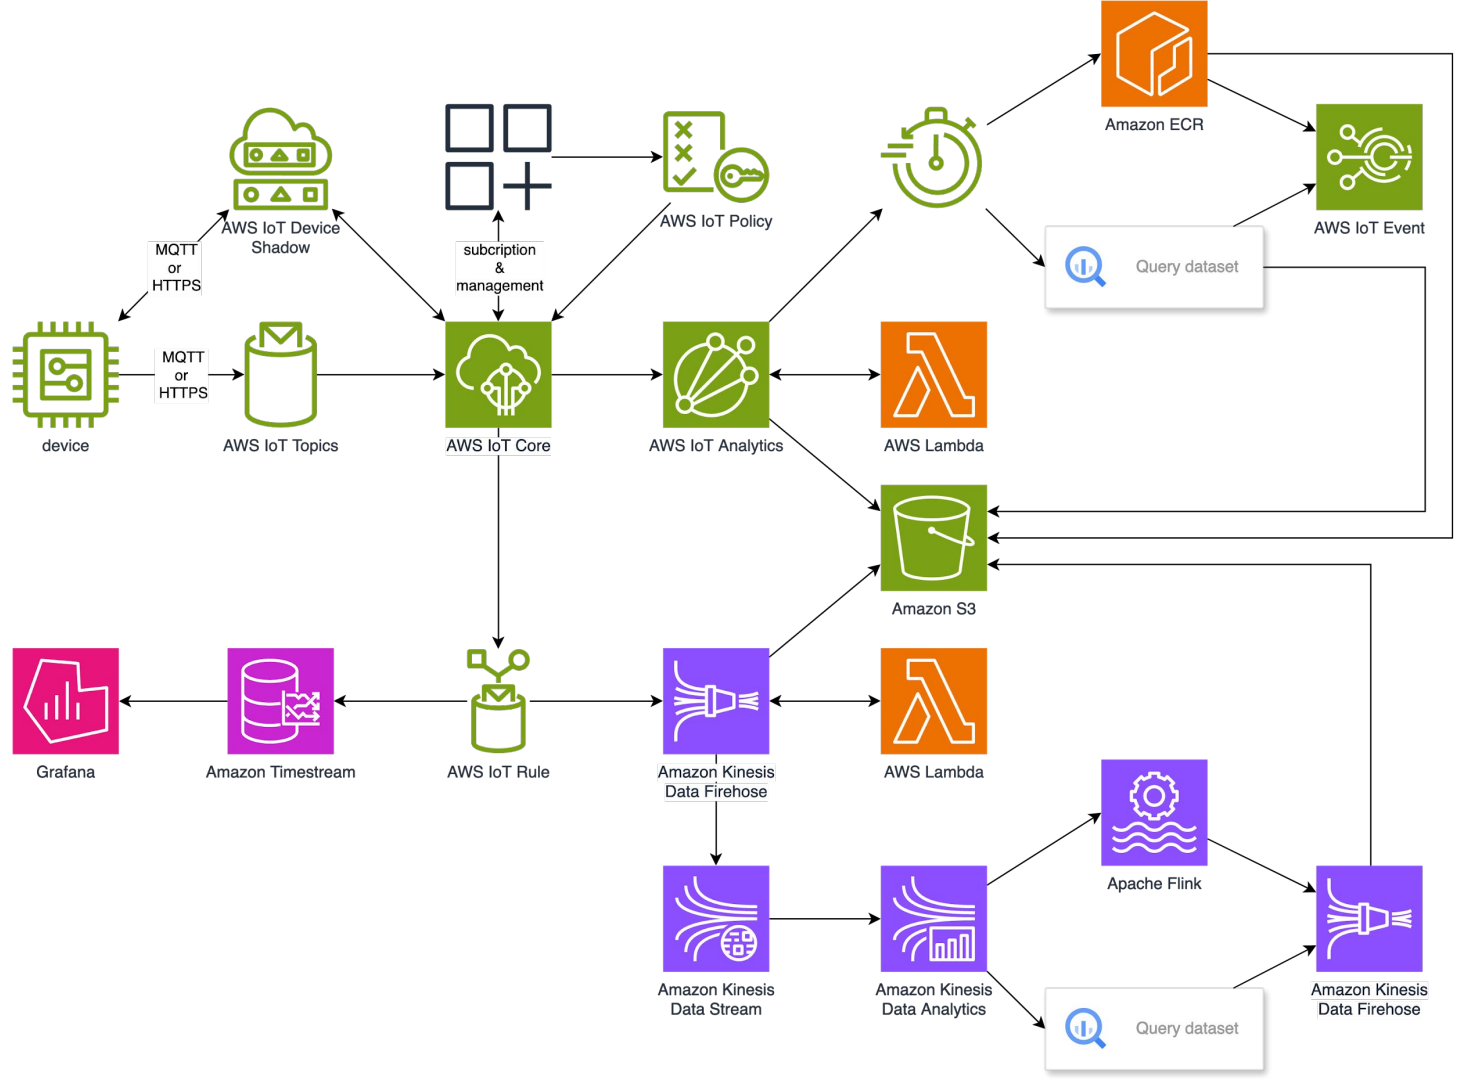 Amazon ECR
AWS IoT Device
Shadow
AWS IoT Policy
AWS IoT Event
MQTT
or
HTTPS
subcription
&
management
Query dataset
MQTT
or
HTTPS
device
AWS IoT Topics
AWS IoT Core
AWS IoT Analytics
AWS Lambda
Amazon S3
Grafana
Amazon Timestream
AWS IoT Rule
Amazon Kinesis
Data Firehose
AWS Lambda
Apache Flink
Amazon Kinesis
Data Stream
Amazon Kinesis
Data Analytics
Query dataset
Amazon Kinesis
Data Firehose